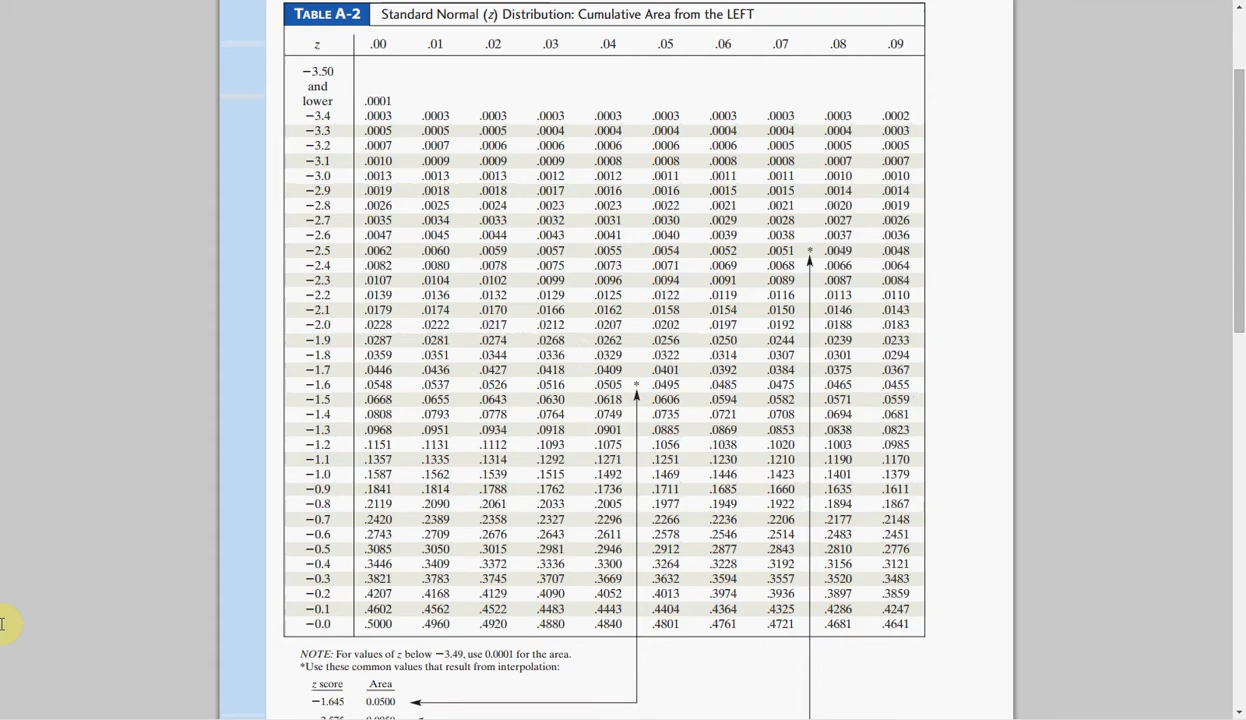 TABLE A-2 Standard Normal (z) Distribution: Cumulative Area from the LEFT
z .00 .01 .02 .03 .04 .05 .06 .07 .08 .09
−3.50
and
lower .0001
−3.4 .0003 .0003 .0003 .0003 .0003 .0003 .0003 .0003 .0003 .0002
−3.3 .0005 .0005 .0005 .0004 .0004 .0004 .0004 .0004 .0004 .0003
−3.2 .0007 .0007 .0006 .0006 .0006 .0006 .0006 .0005 .0005 .0005
−3.1 .0010 .0009 .0009 .0009 .0008 .0008 .0008 .0008 .0007 .0007
−3.0 .0013 .0013 .0013 .0012 .0012 .0011 .0011 .0011 .0010 .0010
−2.9 .0019 .0018 .0018 .0017 .0016 .0016 .0015 .0015 .0014 .0014
−2.8 .0026 .0025 .0024 .0023 .0023 .0022 .0021 .0021 .0020 .0019
−2.7 .0035 .0034 .0033 .0032 .0031 .0030 .0029 .0028 .0027 .0026
−2.6 .0047 .0045 .0044 .0043 .0041 .0040 .0039 .0038 .0037 .0036
−2.5 .0062 .0060 .0059 .0057 .0055 .0054 .0052 .0051 * .0049 .0048
−2.4 .0082 .0080 .0078 .0075 .0073 .0071 .0069 .0068 .0066 .0064
−2.3 .0107 .0104 .0102 .0099 .0096 .0094 .0091 .0089 .0087 .0084
−2.2 .0139 .0136 .0132 .0129 .0125 .0122 .0119 .0116 .0113 .0110
−2.1 .0179 .0174 .0170 .0166 .0162 .0158 .0154 .0150 .0146 .0143
−2.0 .0228 .0222 .0217 .0212 .0207 .0202 .0197 .0192 .0188 .0183
−1.9 .0287 .0281 .0274 .0268 .0262 .0256 .0250 .0244 .0239 .0233
−1.8 .0359 .0351 .0344 .0336 .0329 .0322 .0314 .0307 .0301 .0294
−1.7 .0446 .0436 .0427 .0418 .0409 .0401 .0392 .0384 .0375 .0367
−1.6 .0548 .0537 .0526 .0516 .0505 * .0495 .0485 .0475 .0465 .0455
−1.5 .0668 .0655 .0643 .0630 .0618 .0606 .0594 .0582 .0571 .0559
−1.4 .0808 .0793 .0778 .0764 .0749 .0735 .0721 .0708 .0694 .0681
−1.3 .0968 .0951 .0934 .0918 .0901 .0885 .0869 .0853 .0838 .0823
−1.2 .1151 .1131 .1112 .1093 .1075 .1056 .1038 .1020 .1003 .0985
−1.1 .1357 .1335 .1314 .1292 .1271 .1251 .1230 .1210 .1190 .1170
−1.0 .1587 .1562 .1539 .1515 .1492 .1469 .1446 .1423 .1401 .1379
−0.9 .1841 .1814 .1788 .1762 .1736 .1711 .1685 .1660 .1635 .1611
−0.8 .2119 .2090 .2061 .2033 .2005 .1977 .1949 .1922 .1894 .1867
−0.7 .2420 .2389 .2358 .2327 .2296 .2266 .2236 .2206 .2177 .2148
−0.6 .2743 .2709 .2676 .2643 .2611 .2578 .2546 .2514 .2483 .2451
−0.5 .3085 .3050 .3015 .2981 .2946 .2912 .2877 .2843 .2810 .2776
−0.4 .3446 .3409 .3372 .3336 .3300 .3264 .3228 .3192 .3156 .3121
−0.3 .3821 .3783 .3745 .3707 .3669 .3632 .3594 .3557 .3520 .3483
−0.2 .4207 .4168 .4129 .4090 .4052 .4013 .3974 .3936 .3897 .3859
−0.1 .4602 .4562 .4522 .4483 .4443 .4404 .4364 .4325 .4286 .4247
−0.0 .5000 .4960 .4920 .4880 .4840 .4801 .4761 .4721 .4681 .4641
NOTE: For values of z below −3.49, use 0.0001 for the area.
*Use these common values that result from interpolation:
z score Area
−1.645 0.0500